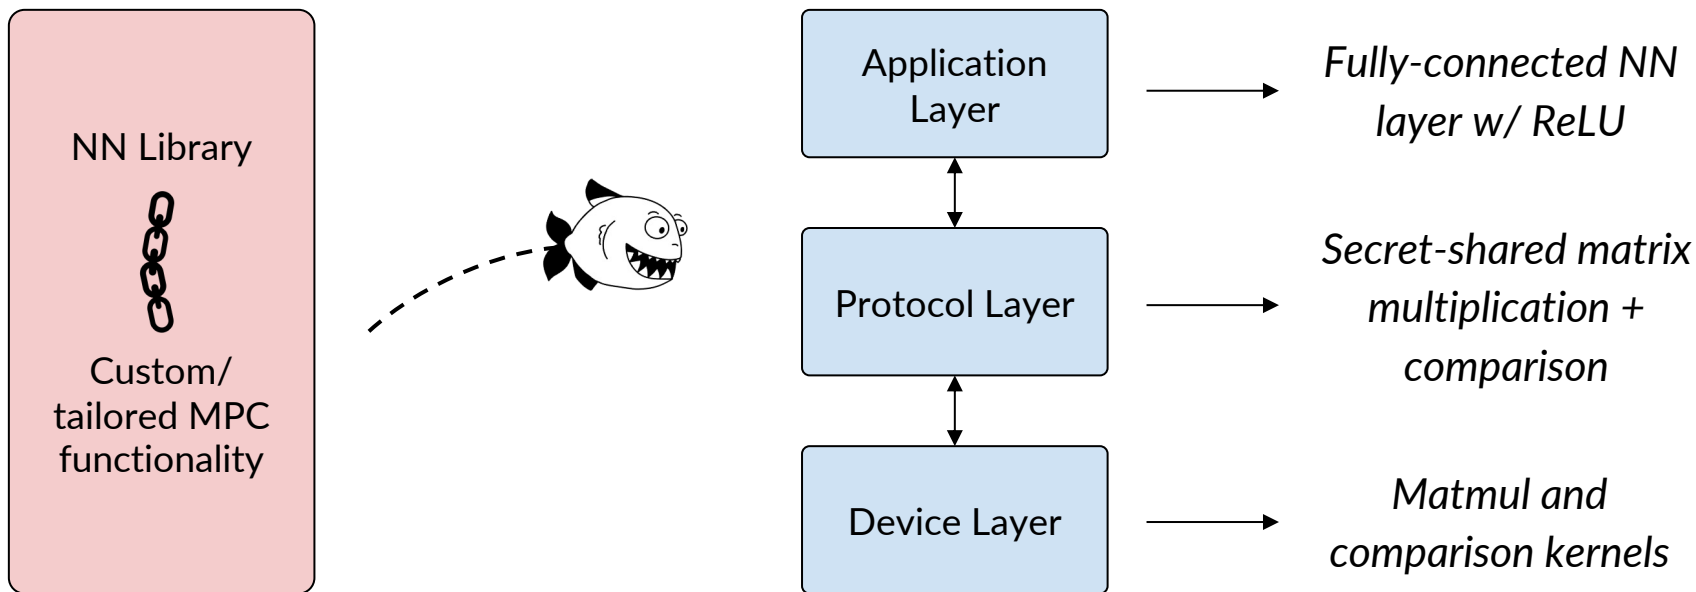 NN Library
Custom/
tailored MPC
functionality
Application
Layer
Fully-connected NN
layer w/ ReLU
Protocol Layer
Secret-shared matrix
multiplication +
comparison
Device Layer
Matmul and
comparison kernels